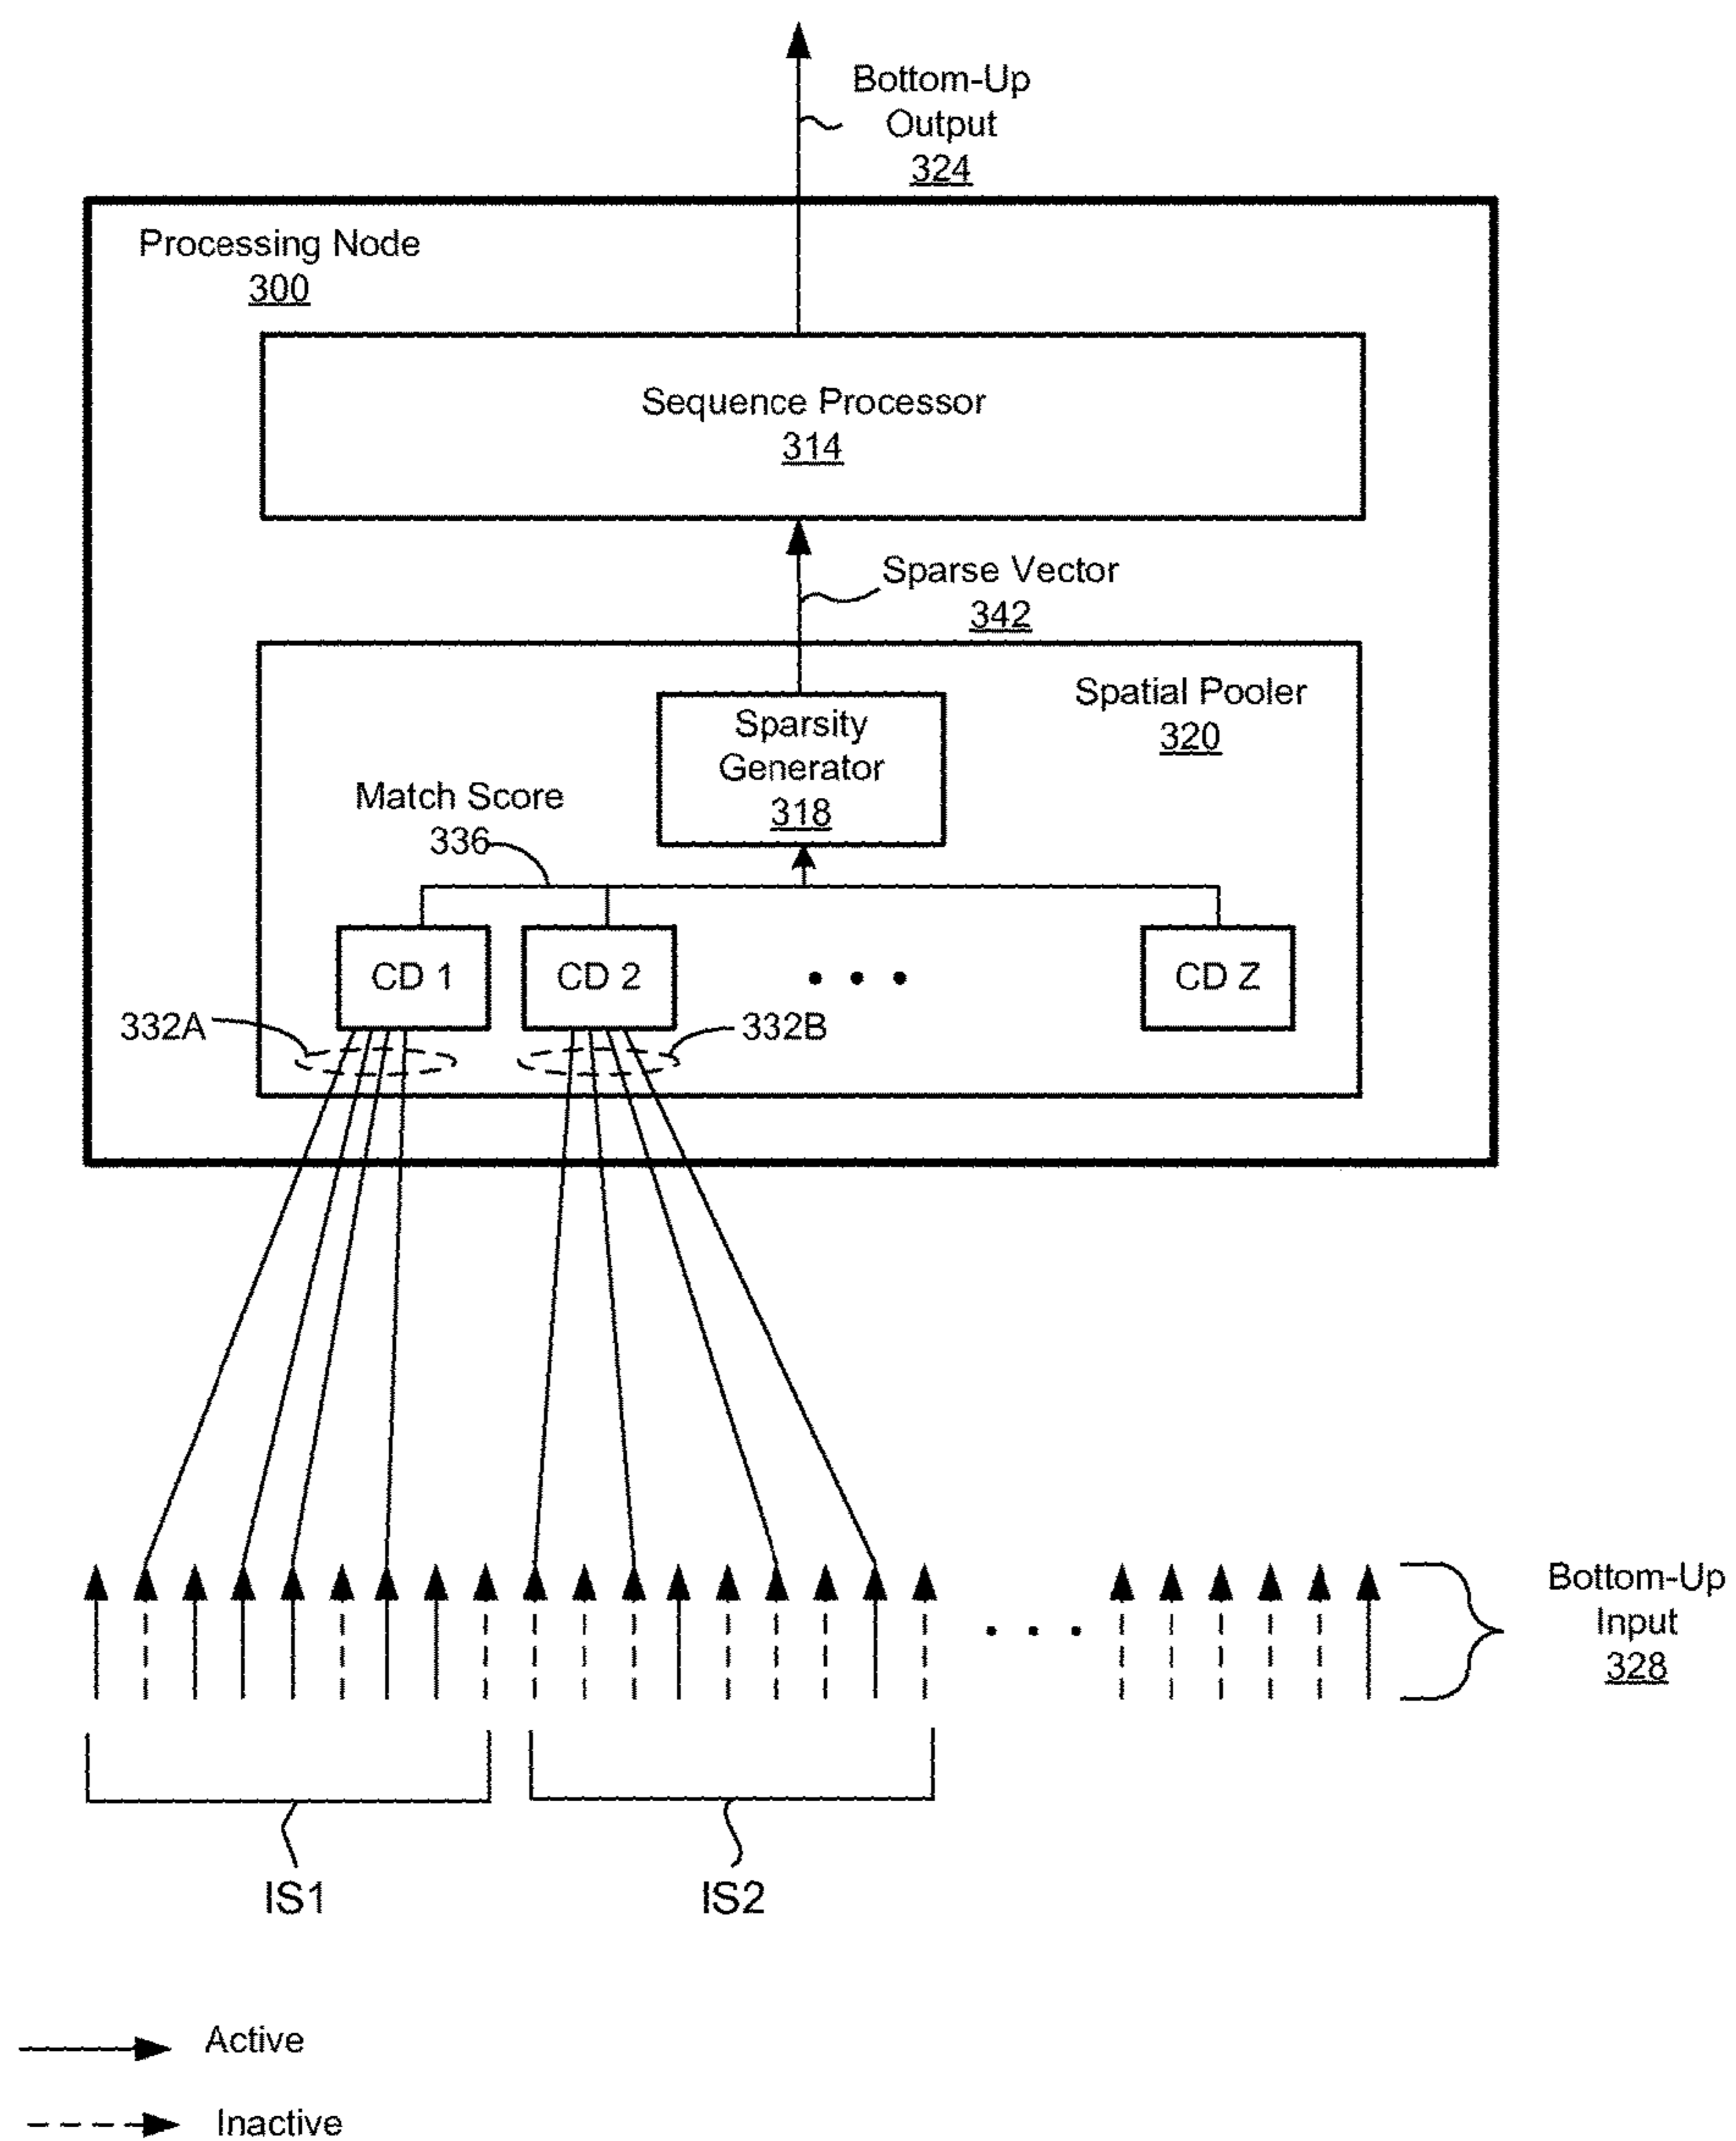 Bottom-Up
Output
324
Processing Node
300
Sequence Processor
314
Sparse Vector
342
Spatial Pooler
320
Sparsity
Generator
318
Match Score
336
CD 1
CD 2
CD Z
332A
332B
Bottom-Up
Input
328
IS1
IS2
Active
Inactive